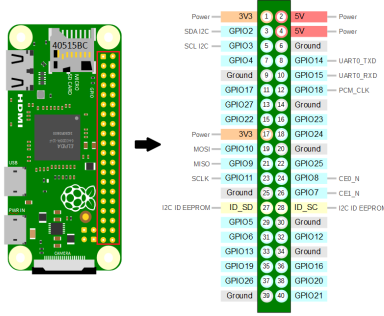 40515BC
MICRO
SD CARD
HDMI
USB
PWR IN
CAMERA
Power 3V3 1 2 5V Power
SDA I2C GPIO2 3 4 5V Power
SCL I2C GPIO3 5 6 Ground
GPIO4 7 8 GPIO14 UART0_TXD
Ground 9 10 GPIO15 UART0_RXD
GPIO17 11 12 GPIO18 PCM_CLK
GPIO27 13 14 Ground
GPIO22 15 16 GPIO23
Power 3V3 17 18 GPIO24
MOSI GPIO10 19 20 Ground
MISO GPIO9 21 22 GPIO25
SCLK GPIO11 23 24 GPIO8 CE0_N
Ground 25 26 GPIO7 CE1_N
I2C ID EEPROM ID_SD 27 28 ID_SC I2C ID EEPROM
GPIO5 29 30 Ground
GPIO6 31 32 GPIO12
GPIO13 33 34 Ground
GPIO19 35 36 GPIO16
GPIO26 37 38 GPIO20
Ground 39 40 GPIO21